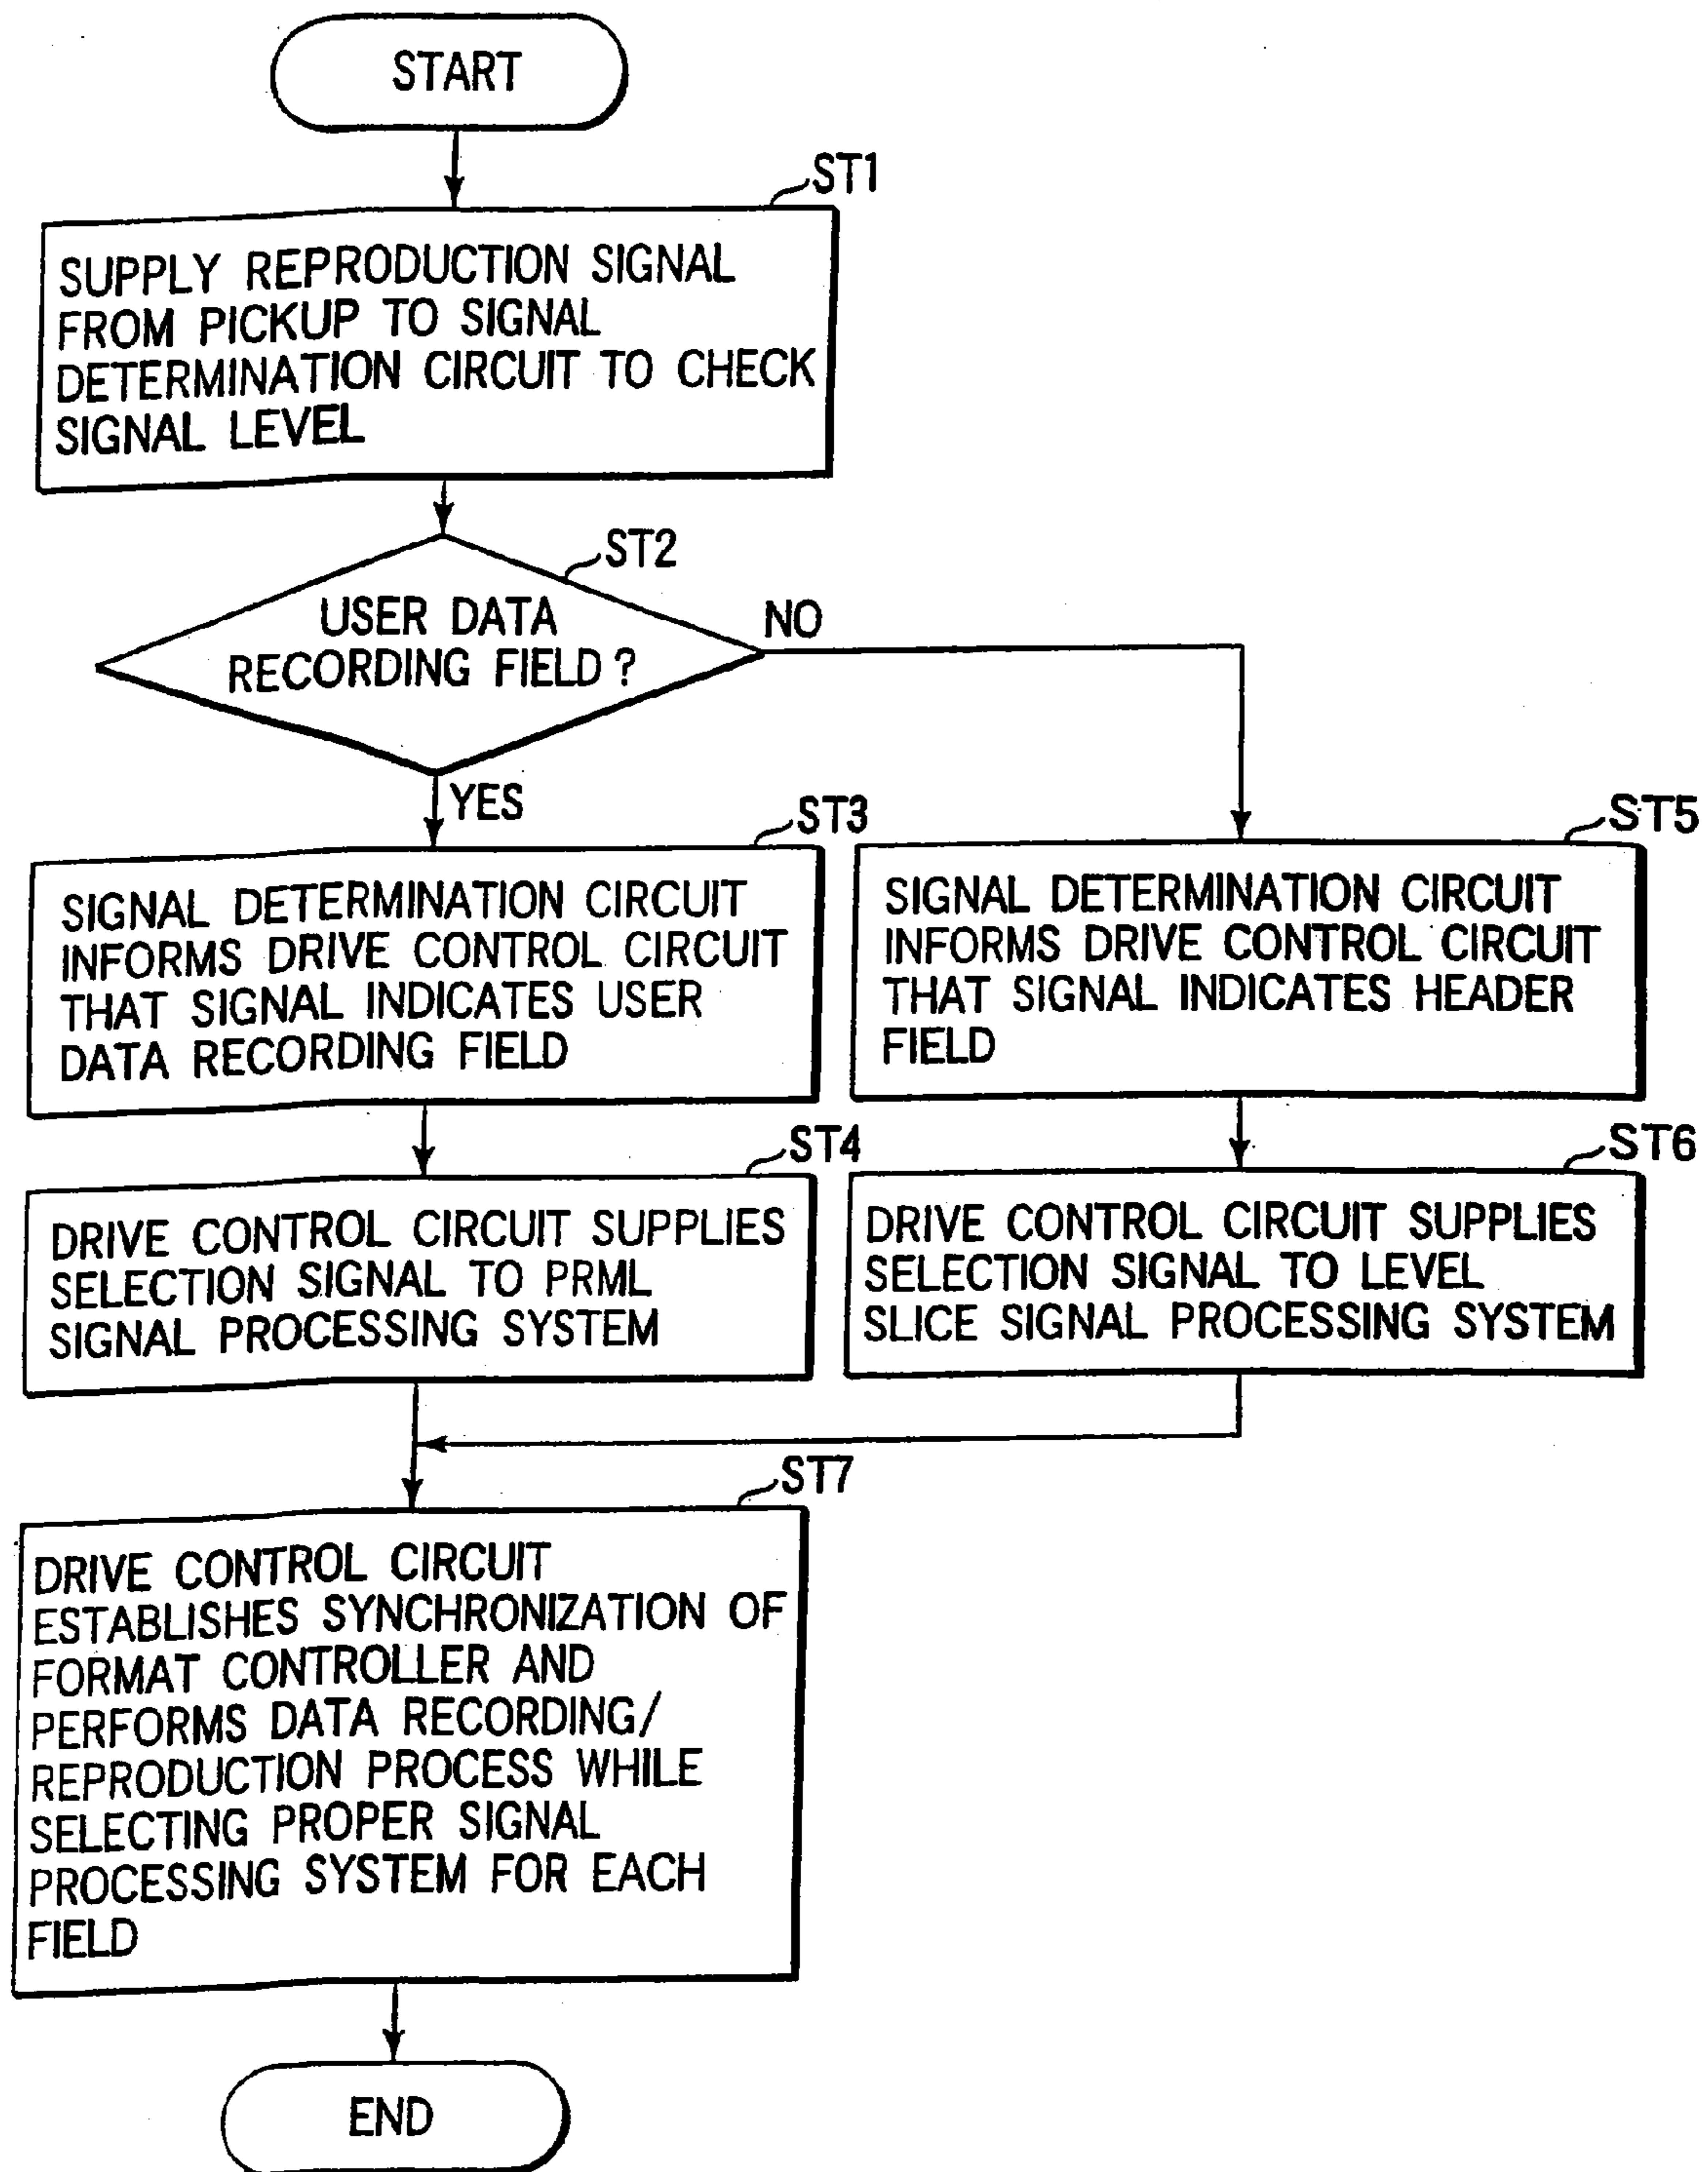 START
ST1
SUPPLY REPRODUCTION SIGNAL
FROM PICKUP TO SIGNAL
DETERMINATION CIRCUIT TO CHECK
SIGNAL LEVEL
ST2
USER DATA
RECORDING FIELD?
NO
YES
ST3
SIGNAL DETERMINATION CIRCUIT
INFORMS DRIVE CONTROL CIRCUIT
THAT SIGNAL INDICATES USER
DATA RECORDING FIELD
ST5
SIGNAL DETERMINATION CIRCUIT
INFORMS DRIVE CONTROL CIRCUIT
THAT SIGNAL INDICATES HEADER
FIELD
ST4
DRIVE CONTROL CIRCUIT SUPPLIES
SELECTION SIGNAL TO PRML
SIGNAL PROCESSING SYSTEM
ST6
DRIVE CONTROL CIRCUIT SUPPLIES
SELECTION SIGNAL TO LEVEL
SLICE SIGNAL PROCESSING SYSTEM
ST7
DRIVE CONTROL CIRCUIT
ESTABLISHES SYNCHRONIZATION OF
FORMAT CONTROLLER AND
PERFORMS DATA RECORDING/
REPRODUCTION PROCESS WHILE
SELECTING PROPER SIGNAL
PROCESSING SYSTEM FOR EACH
FIELD
END